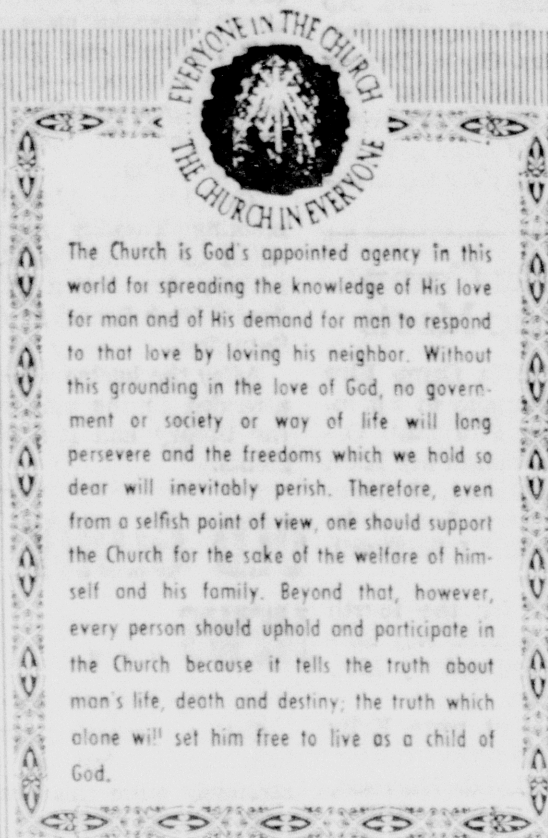 EVERYONE IN THE CHURCH
THE CHURCH IN EVERYONE
The Church is God's appointed agency in this
world for spreading the knowledge of His love
for man and of His demand for man to respond
to that love by loving his neighbor. Without
this grounding in the love of God, no govern-
ment or society or way of life will long
persevere and the freedoms which we hold so
dear will inevitably perish. Therefore, even
from a selfish point of view, one should support
the Church for the sake of the welfare of him-
self and his family. Beyond that, however,
every person should uphold and participate in
the Church because it tells the truth about
man's life, death and destiny; the truth which
alone will set him free to live as a child of
God.